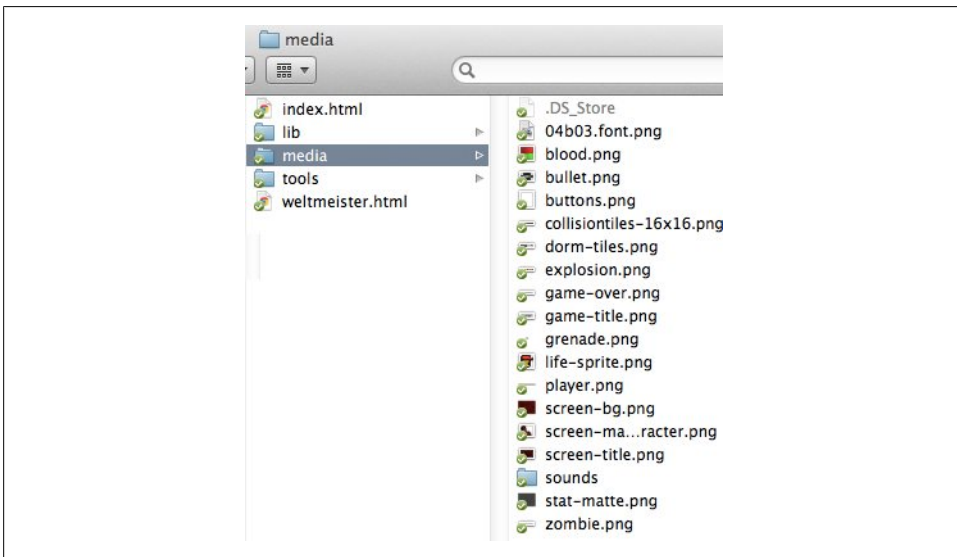 media
index.html
lib
media
tools
weltmeister.html
.DS_Store
04b03.font.png
blood.png
bullet.png
buttons.png
collisiontiles-16x16.png
dorm-tiles.png
explosion.png
game-over.png
game-title.png
grenade.png
life-sprite.png
player.png
screen-bg.png
screen-ma...racter.png
screen-title.png
sounds
stat-matte.png
zombie.png